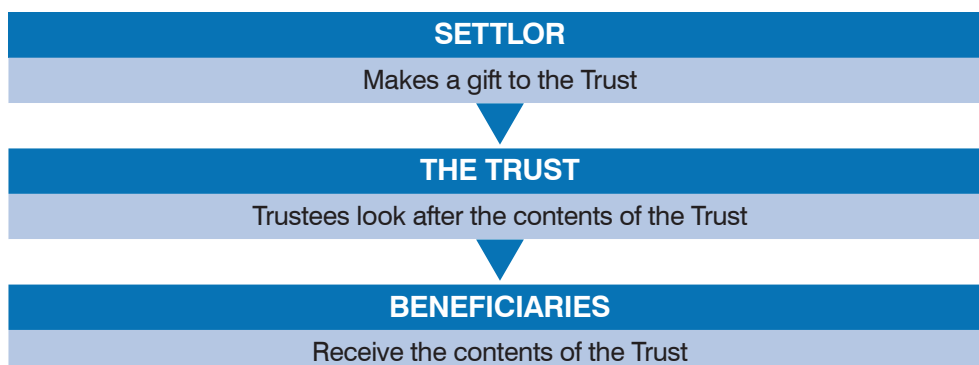 SETTLOR
Makes a gift to the Trust
THE TRUST
Trustees look after the contents of the Trust
BENEFICIARIES
Receive the contents of the Trust